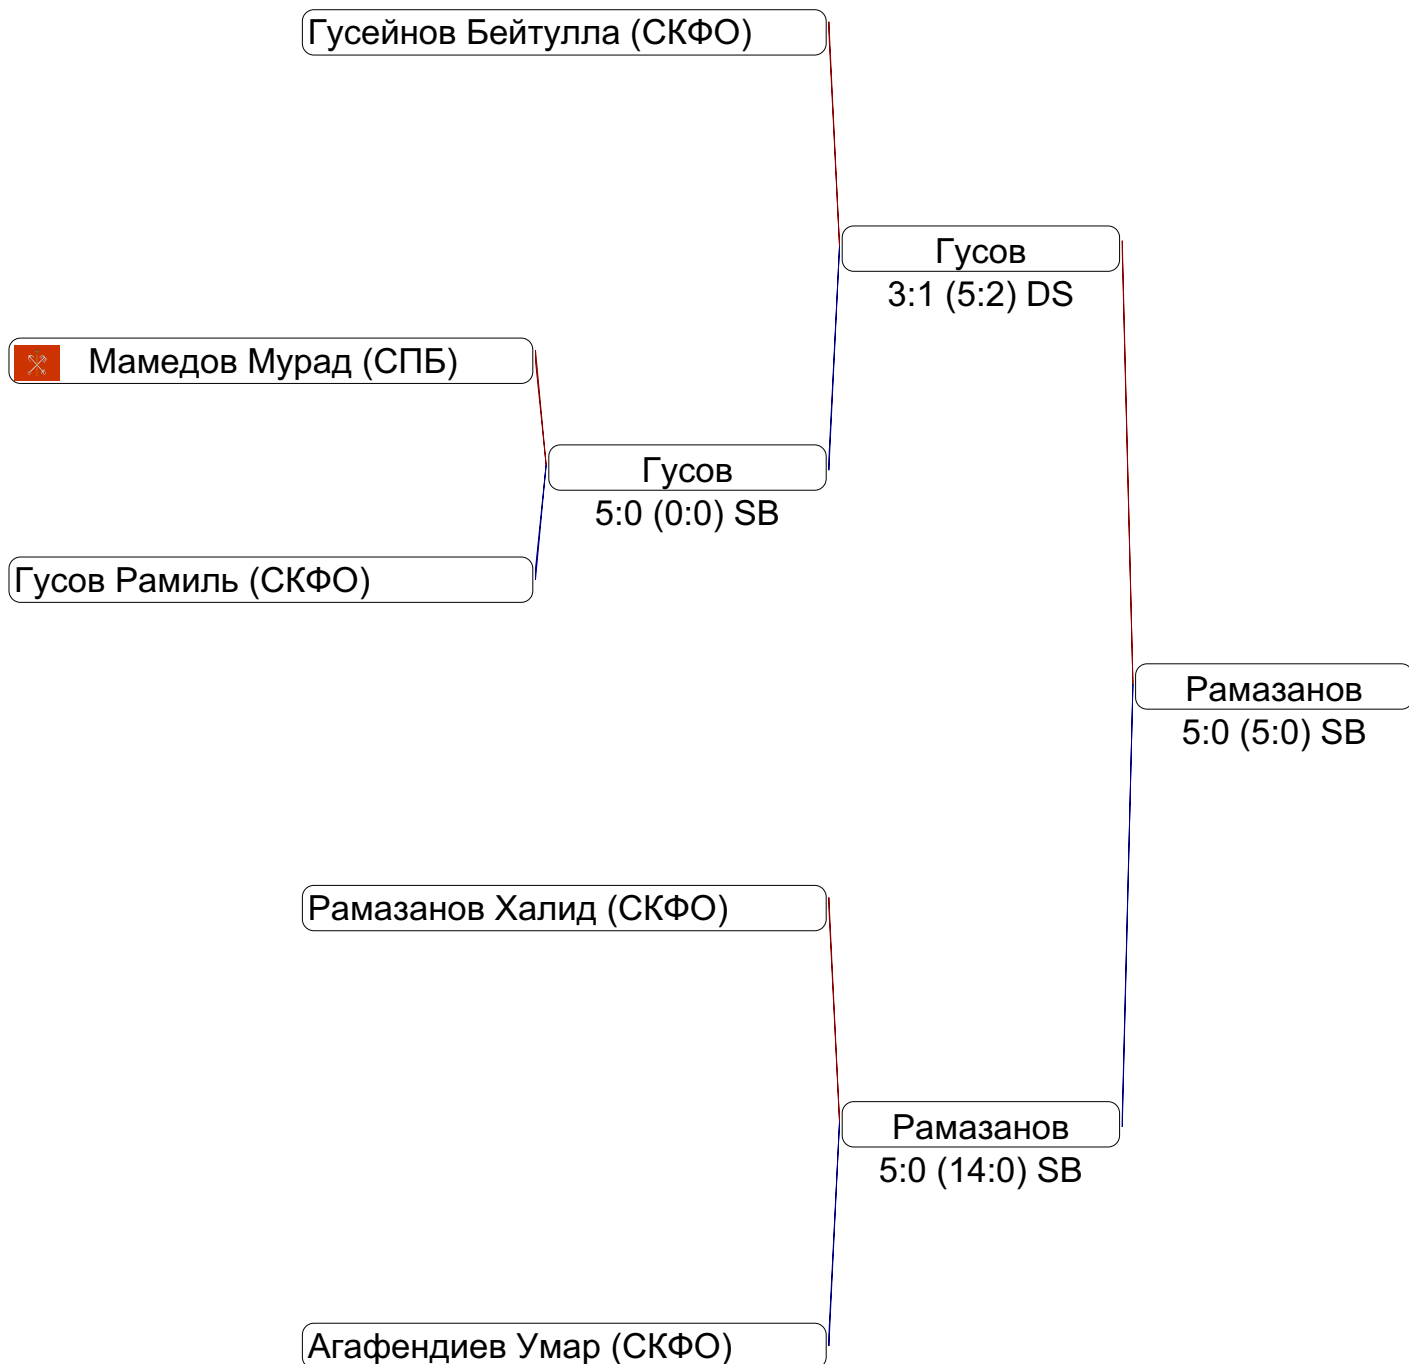 Гусейнов Бейтулла (СКФО)
Гусов
3:1 (5:2) DS
Мамедов Мурад (СПБ)
Гусов
5:0 (0:0) SB
Гусов Рамиль (СКФО)
Рамазанов
5:0 (5:0) SB
Рамазанов Халид (СКФО)
Рамазанов
5:0 (14:0) SB
Агафендиев Умар (СКФО)